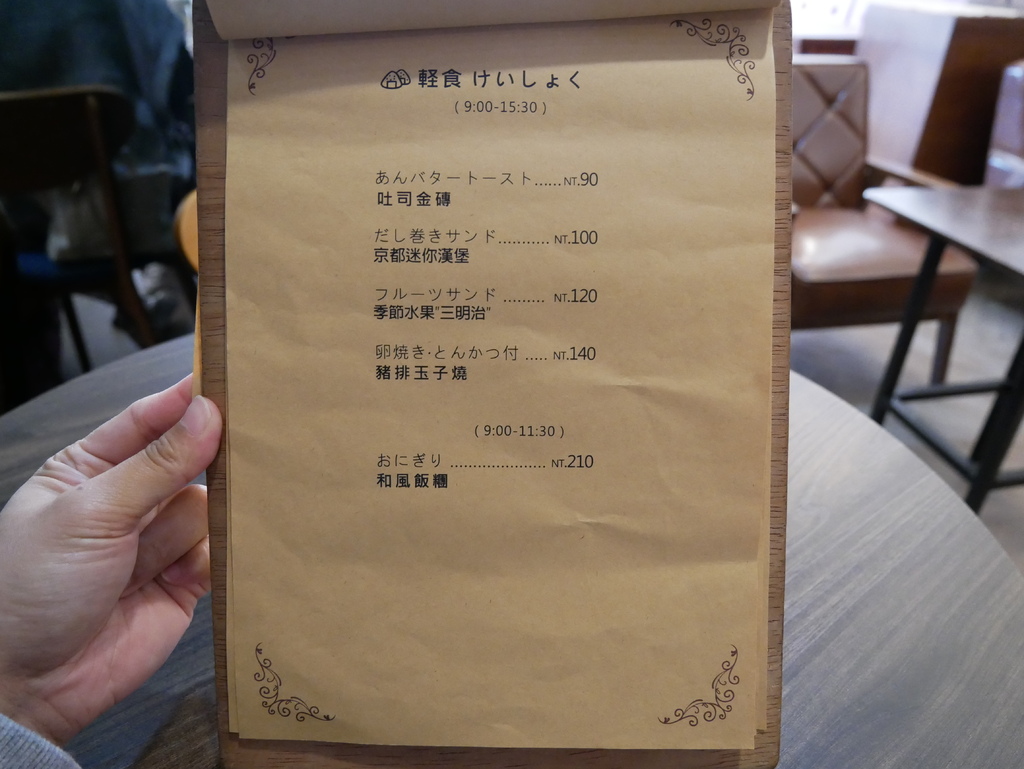 軽食 けいしょく
( 9:00-15:30 )
あんバタートースト......NT.90
吐司金磚
だし巻きサンド........... NT.100
京都迷你漢堡
フルーツサンド ......... NT.120
季節水果"三明治"
卵焼き·とんかつ付 ..... NT.140
豬排玉子燒
( 9:00-11:30 )
おにぎり ...................... NT.210
和風飯糰